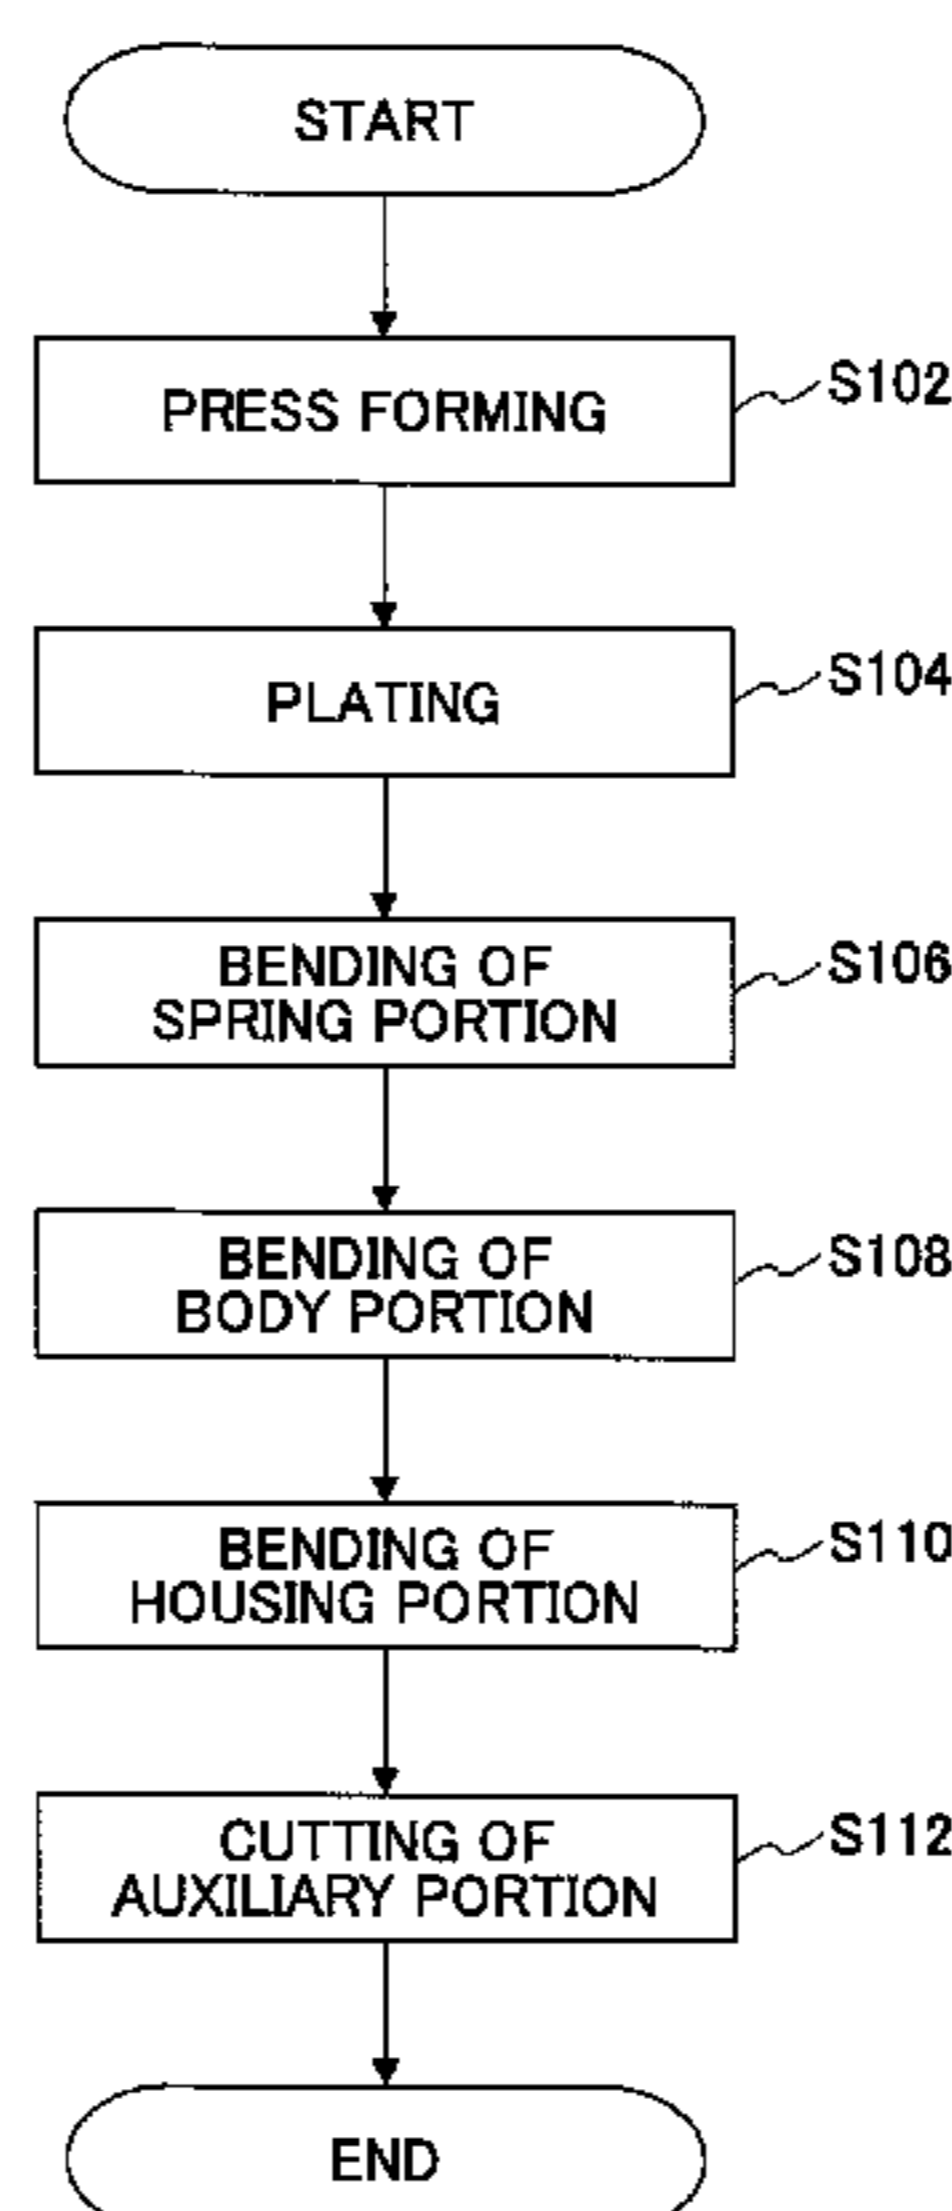 START
PRESS FORMING
S102
PLATING
S104
BENDING OF
SPRING PORTION
S106
BENDING OF
BODY PORTION
S108
BENDING OF
HOUSING PORTION
S110
CUTTING OF
AUXILIARY PORTION
S112
END